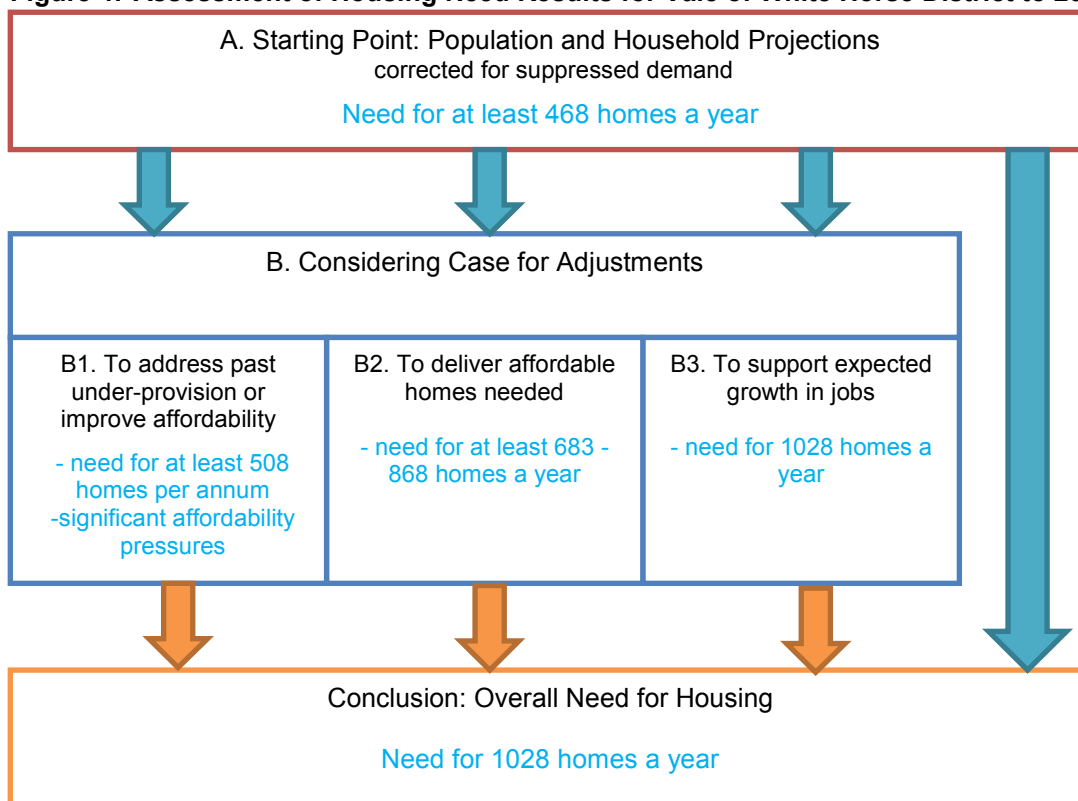 A. Starting Point: Population and Household Projections
corrected for suppressed demand
Need for at least 468 homes a year
B. Considering Case for Adjustments
B1. To address past
under-provision or
improve affordability
- need for at least 508
homes per annum
-significant affordability
pressures
B2. To deliver affordable
homes needed
- need for at least 683 -
868 homes a year
B3. To support expected
growth in jobs
- need for 1028 homes a
year
Conclusion: Overall Need for Housing
Need for 1028 homes a year